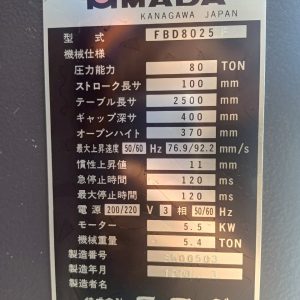 AMADA
KANAGAWA JAPAN
型式 FBD8025
機械仕様
圧力能力 80 TON
ストローク長サ 100 mm
テーブル長サ 2500 mm
ギャップ深サ 400 mm
オープンハイト 370 mm
最大上昇速度 50/60 Hz 76.9/92.2 mm/s
慣性上昇値 11 mm
急停止時間 120 ms
最大停止時間 120 ms
電源 200/220 V 3 相 50/60 Hz
モーター 5.5 KW
機械重量 5.4 TON
製造番号
製造年月
株式会社